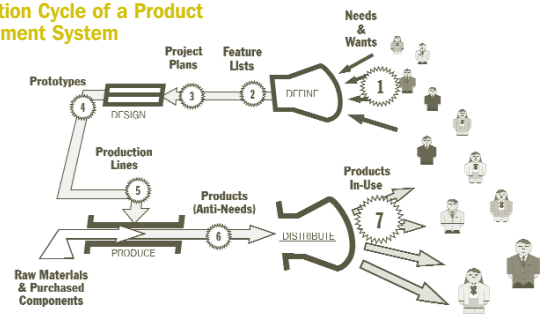 tion Cycle of a Product
ment System
Needs
&
Wants
Project
Plans
Feature
Lists
Prototypes
1
2
3
4
DEFINE
DESIGN
Production
Lines
5
Products
(Anti-Needs)
Products
In-Use
6
7
DISTRIBUTE
PRODUCE
Raw Materials
& Purchased
Components